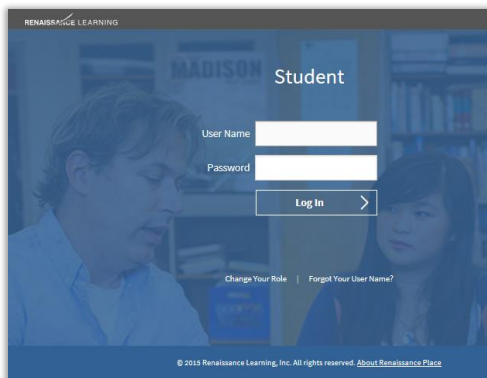 RENAISSANCE LEARNING
MADISON
Student
User Name
Password
Log In
Change Your Role | Forgot Your User Name?
© 2015 Renaissance Learning, Inc. All rights reserved. About Renaissance Place